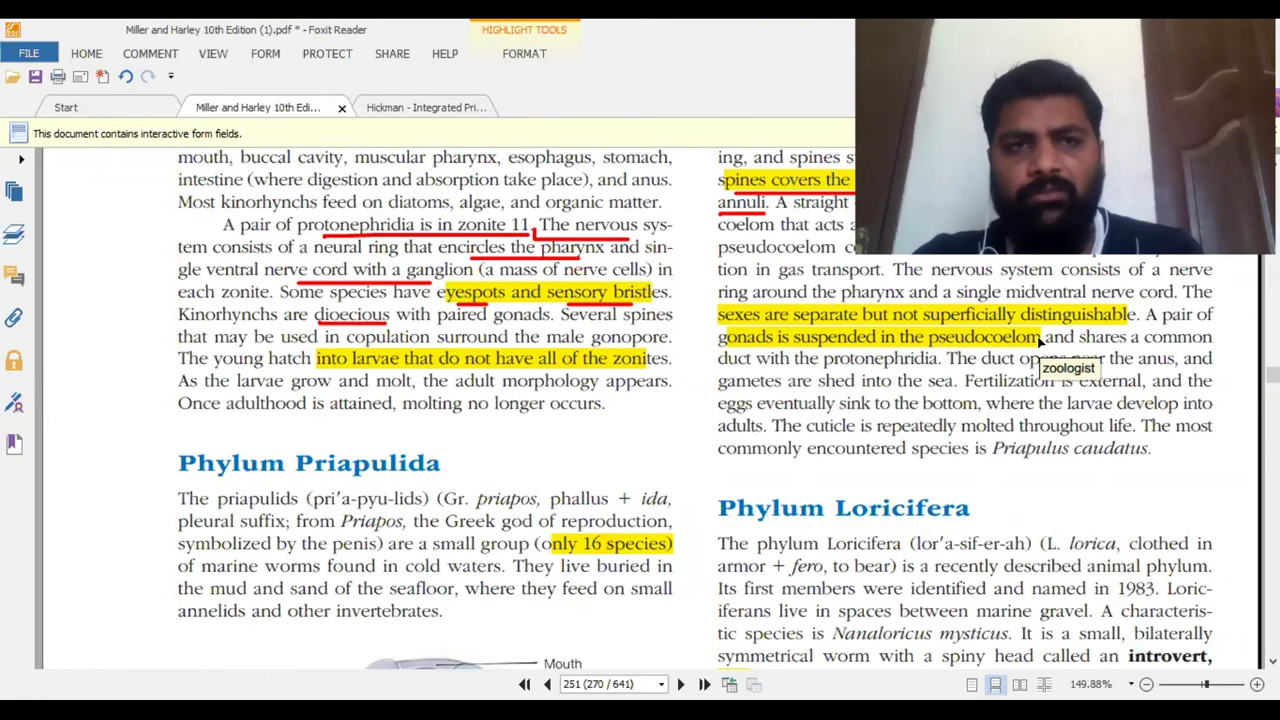 Miller and Harley 10th Edition (1).pdf * - Foxit Reader
HIGHLIGHT TOOLS
FILE HOME COMMENT VIEW FORM PROTECT SHARE HELP FORMAT
Start Miller and Harley 10th Edi... Hickman - Integrated Pri...
This document contains interactive form fields.
mouth, buccal cavity, muscular pharynx, esophagus, stomach,
intestine (where digestion and absorption take place), and anus.
Most kinorhynchs feed on diatoms, algae, and organic matter.
A pair of protonephridia is in zonite 11. The nervous sys-
tem consists of a neural ring that encircles the pharynx and sin-
gle ventral nerve cord with a ganglion (a mass of nerve cells) in
each zonite. Some species have eyespots and sensory bristles.
Kinorhynchs are dioecious with paired gonads. Several spines
that may be used in copulation surround the male gonopore.
The young hatch into larvae that do not have all of the zonites.
As the larvae grow and molt, the adult morphology appears.
Once adulthood is attained, molting no longer occurs.
Phylum Priapulida
The priapulids (pri'a-pyu-lids) (Gr. priapos, phallus + ida,
pleural suffix; from Priapos, the Greek god of reproduction,
symbolized by the penis) are a small group (only 16 species)
of marine worms found in cold waters. They live buried in
the mud and sand of the seafloor, where they feed on small
annelids and other invertebrates.
Mouth
ing, and spines
spines covers the
annuli. A straight
coelom that acts
pseudocoelom
tion in gas transport. The nervous system consists of a nerve
ring around the pharynx and a single midventral nerve cord. The
sexes are separate but not superficially distinguishable. A pair of
gonads is suspended in the pseudocoelom and shares a common
duct with the protonephridia. The duct opens near the anus, and
zoologist
gametes are shed into the sea. Fertilization is external, and the
eggs eventually sink to the bottom, where the larvae develop into
adults. The cuticle is repeatedly molted throughout life. The most
commonly encountered species is Priapulus caudatus.
Phylum Loricifera
The phylum Loricifera (lor'a-sif-er-ah) (L. lorica, clothed in
armor + fero, to bear) is a recently described animal phylum.
Its first members were identified and named in 1983. Loric-
iferans live in spaces between marine gravel. A characteris-
tic species is Nanaloricus mysticus. It is a small, bilaterally
symmetrical worm with a spiny head called an introvert,
251 (270 / 641)
149.88%